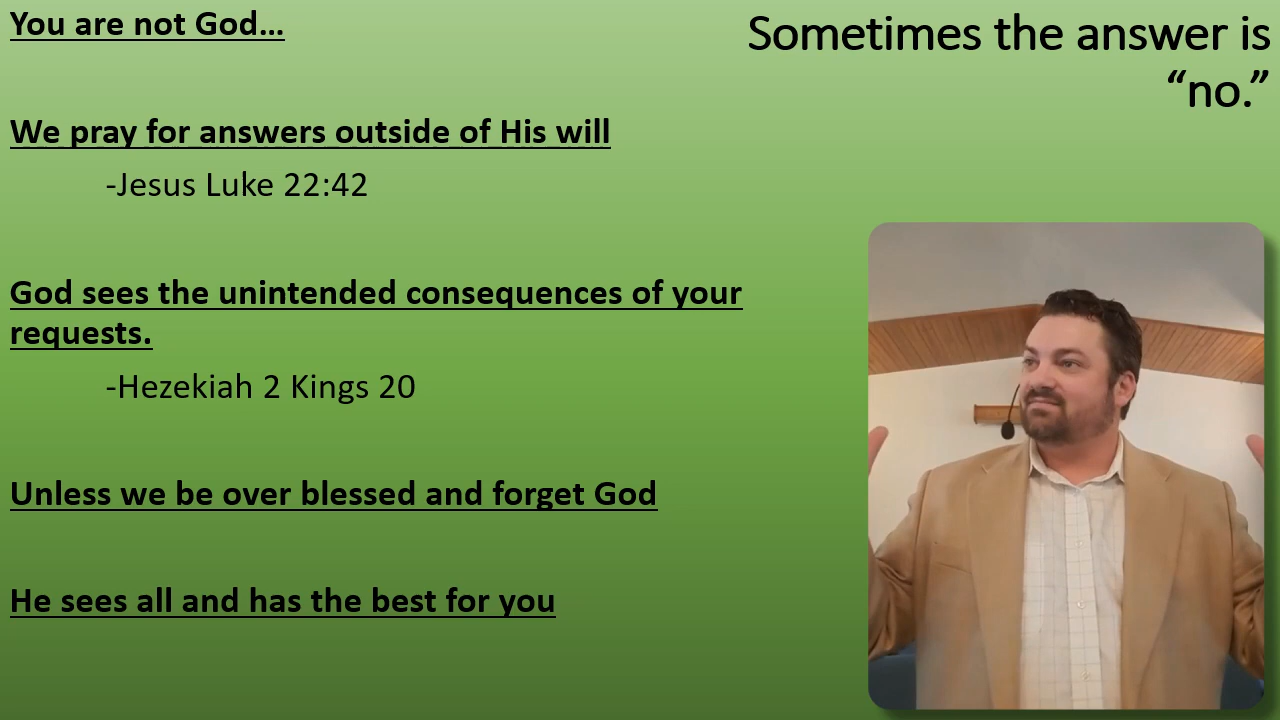 You are not God…
Sometimes the answer is
“no.”
We pray for answers outside of His will
-Jesus Luke 22:42
God sees the unintended consequences of your
requests.
-Hezekiah 2 Kings 20
Unless we be over blessed and forget God
He sees all and has the best for you